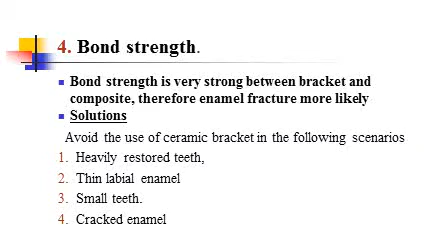 4. Bond strength.
Bond strength is very strong between bracket and
composite, therefore enamel fracture more likely
Solutions
Avoid the use of ceramic bracket in the following scenarios
1. Heavily restored teeth,
2. Thin labial enamel
3. Small teeth.
4. Cracked enamel